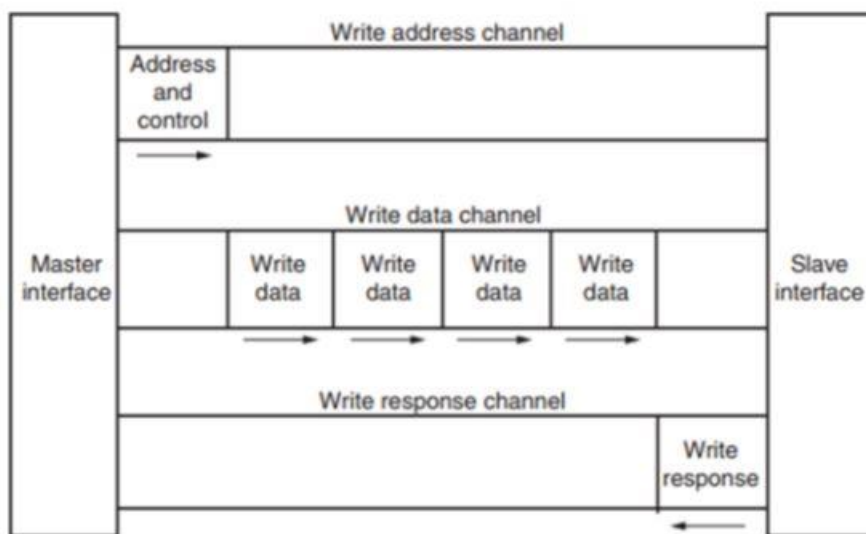 Write address channel
Address
and
control
Write data channel
Master
interface
Write
data
Write
data
Write
data
Write
data
Slave
interface
Write response channel
Write
response